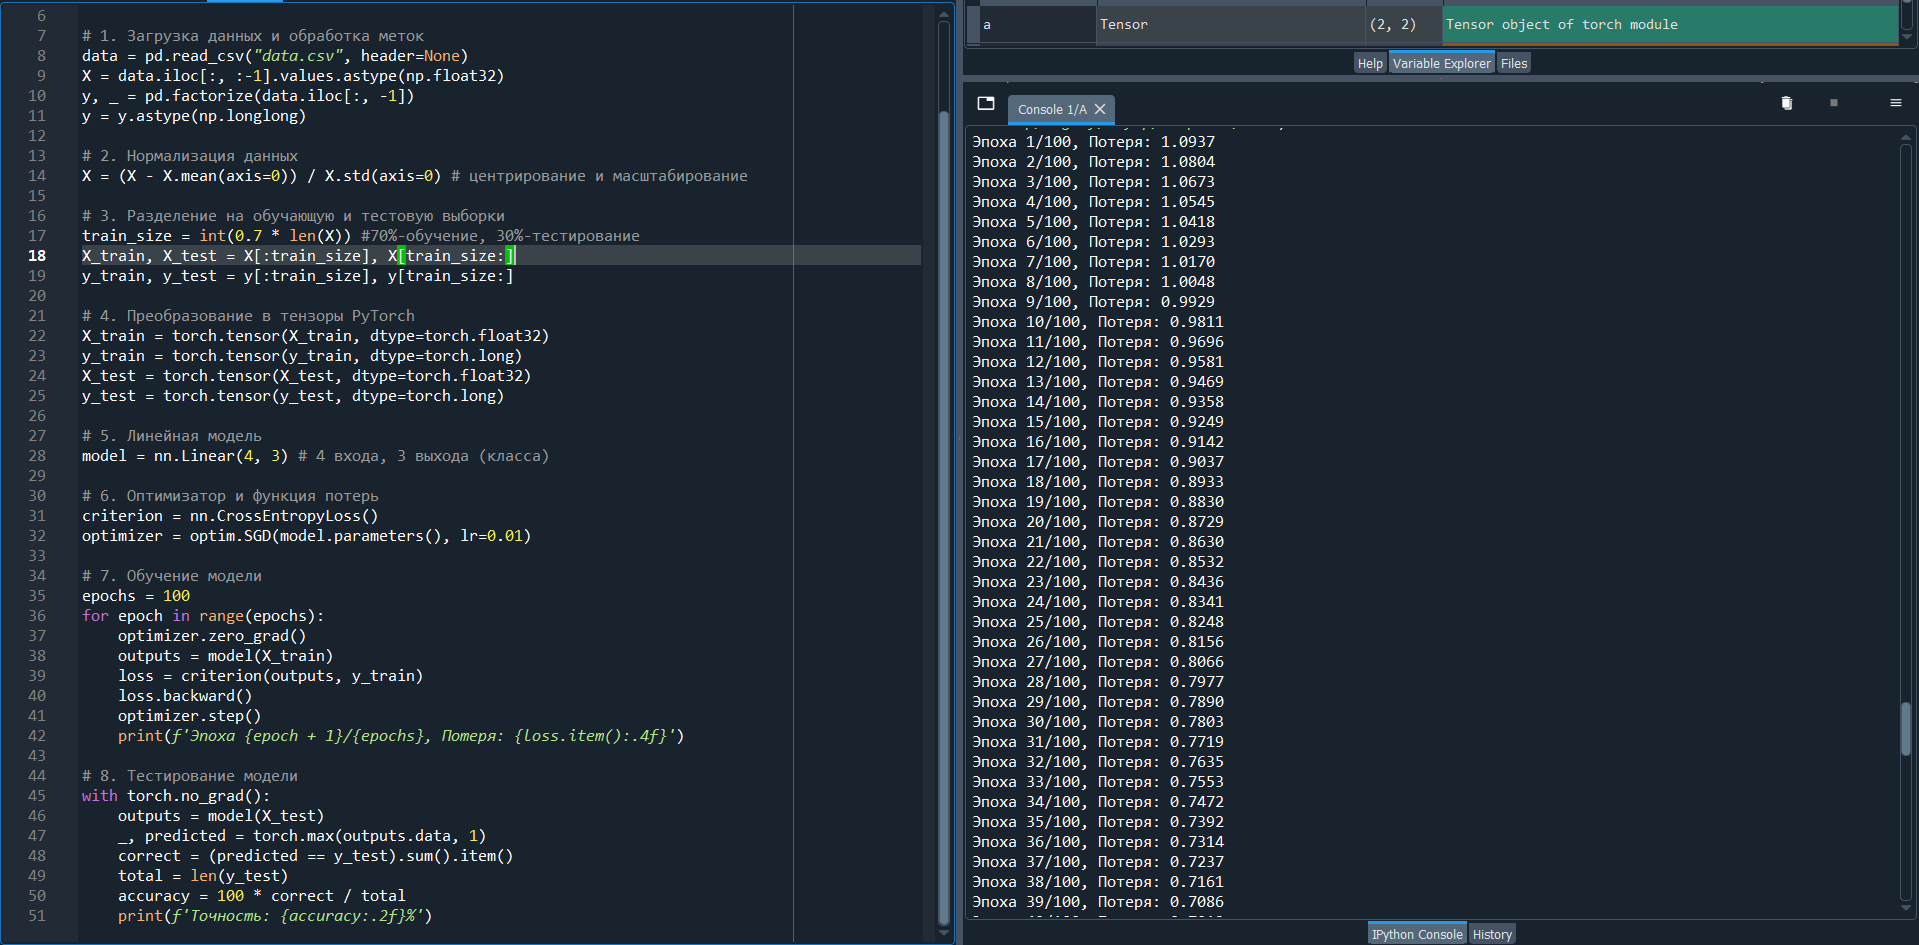 6
7 # 1. Загрузка данных и обработка меток
8 data = pd.read_csv("data.csv", header=None)
9 X = data.iloc[:, :-1].values.astype(np.float32)
10 y, _ = pd.factorize(data.iloc[:, -1])
11 y = y.astype(np.longlong)
12
13 # 2. Нормализация данных
14 X = (X - X.mean(axis=0)) / X.std(axis=0) # центрирование и масштабирование
15
16 # 3. Разделение на обучающую и тестовую выборки
17 train_size = int(0.7 * len(X)) #70%-обучение, 30%-тестирование
18 X_train, X_test = X[:train_size], X[train_size:]
19 y_train, y_test = y[:train_size], y[train_size:]
20
21 # 4. Преобразование в тензоры PyTorch
22 X_train = torch.tensor(X_train, dtype=torch.float32)
23 y_train = torch.tensor(y_train, dtype=torch.long)
24 X_test = torch.tensor(X_test, dtype=torch.float32)
25 y_test = torch.tensor(y_test, dtype=torch.long)
26
27 # 5. Линейная модель
28 model = nn.Linear(4, 3) # 4 входа, 3 выхода (класса)
29
30 # 6. Оптимизатор и функция потерь
31 criterion = nn.CrossEntropyLoss()
32 optimizer = optim.SGD(model.parameters(), lr=0.01)
33
34 # 7. Обучение модели
35 epochs = 100
36 for epoch in range(epochs):
37 optimizer.zero_grad()
38 outputs = model(X_train)
39 loss = criterion(outputs, y_train)
40 loss.backward()
41 optimizer.step()
42 print(f'Эпоха {epoch + 1}/{epochs}, Потеря: {loss.item():.4f}')
43
44 # 8. Тестирование модели
45 with torch.no_grad():
46 outputs = model(X_test)
47 _, predicted = torch.max(outputs.data, 1)
48 correct = (predicted == y_test).sum().item()
49 total = len(y_test)
50 accuracy = 100 * correct / total
51 print(f'Точность: {accuracy:.2f}%')
a Tensor (2, 2) Tensor object of torch module
Help Variable Explorer Files
Console 1/A
Эпоха 1/100, Потеря: 1.0937
Эпоха 2/100, Потеря: 1.0804
Эпоха 3/100, Потеря: 1.0673
Эпоха 4/100, Потеря: 1.0545
Эпоха 5/100, Потеря: 1.0418
Эпоха 6/100, Потеря: 1.0293
Эпоха 7/100, Потеря: 1.0170
Эпоха 8/100, Потеря: 1.0048
Эпоха 9/100, Потеря: 0.9929
Эпоха 10/100, Потеря: 0.9811
Эпоха 11/100, Потеря: 0.9696
Эпоха 12/100, Потеря: 0.9581
Эпоха 13/100, Потеря: 0.9469
Эпоха 14/100, Потеря: 0.9358
Эпоха 15/100, Потеря: 0.9249
Эпоха 16/100, Потеря: 0.9142
Эпоха 17/100, Потеря: 0.9037
Эпоха 18/100, Потеря: 0.8933
Эпоха 19/100, Потеря: 0.8830
Эпоха 20/100, Потеря: 0.8729
Эпоха 21/100, Потеря: 0.8630
Эпоха 22/100, Потеря: 0.8532
Эпоха 23/100, Потеря: 0.8436
Эпоха 24/100, Потеря: 0.8341
Эпоха 25/100, Потеря: 0.8248
Эпоха 26/100, Потеря: 0.8156
Эпоха 27/100, Потеря: 0.8066
Эпоха 28/100, Потеря: 0.7977
Эпоха 29/100, Потеря: 0.7890
Эпоха 30/100, Потеря: 0.7803
Эпоха 31/100, Потеря: 0.7719
Эпоха 32/100, Потеря: 0.7635
Эпоха 33/100, Потеря: 0.7553
Эпоха 34/100, Потеря: 0.7472
Эпоха 35/100, Потеря: 0.7392
Эпоха 36/100, Потеря: 0.7314
Эпоха 37/100, Потеря: 0.7237
Эпоха 38/100, Потеря: 0.7161
Эпоха 39/100, Потеря: 0.7086
IPython Console History